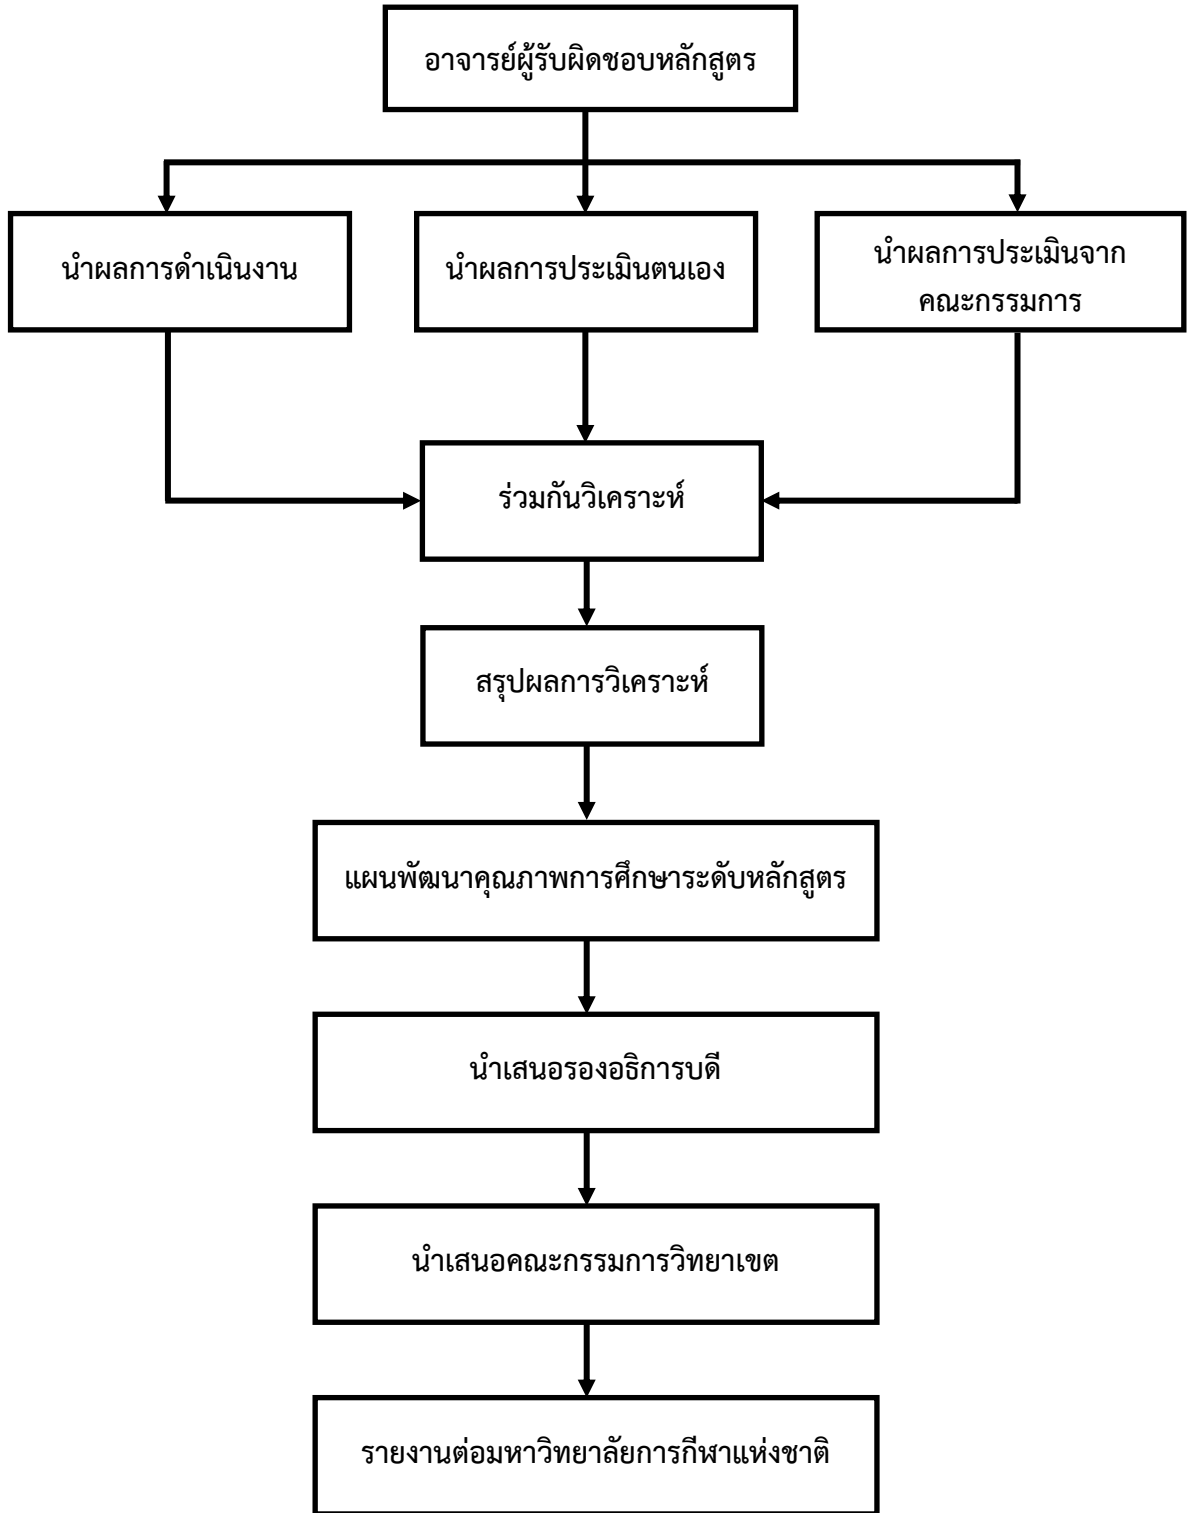 อาจารย์ผู้รับผิดชอบหลักสูตร
นำผลการดำเนินงาน
นำผลการประเมินตนเอง
นำผลการประเมินจาก
คณะกรรมการ
ร่วมกันวิเคราะห์
สรุปผลการวิเคราะห์
แผนพัฒนาคุณภาพการศึกษาระดับหลักสูตร
นำเสนอรองอธิการบดี
นำเสนอคณะกรรมการวิทยาเขต
รายงานต่อมหาวิทยาลัยการกีฬาแห่งชาติ